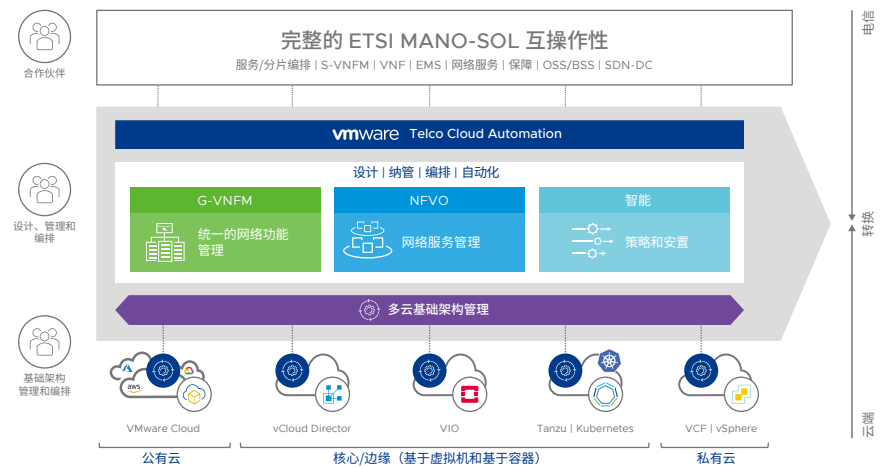 完整的 ETSI MANO-SOL 互操作性
服务/分片编排 | S-VNFM | VNF | EMS | 网络服务 | 保障 | OSS/BSS | SDN-DC
合作伙伴
电信
vmware Telco Cloud Automation
设计 | 纳管 | 编排 | 自动化
G-VNFM
NFVO
智能
统一的网络功能
管理
网络服务管理
策略和安置
设计、管理和
编排
转换
多云基础架构管理
基础架构
管理和编排
aws
VMware Cloud
vCloud Director
VIO
Tanzu | Kubernetes
VCF | vSphere
云端
公有云
核心/边缘（基于虚拟机和基于容器）
私有云